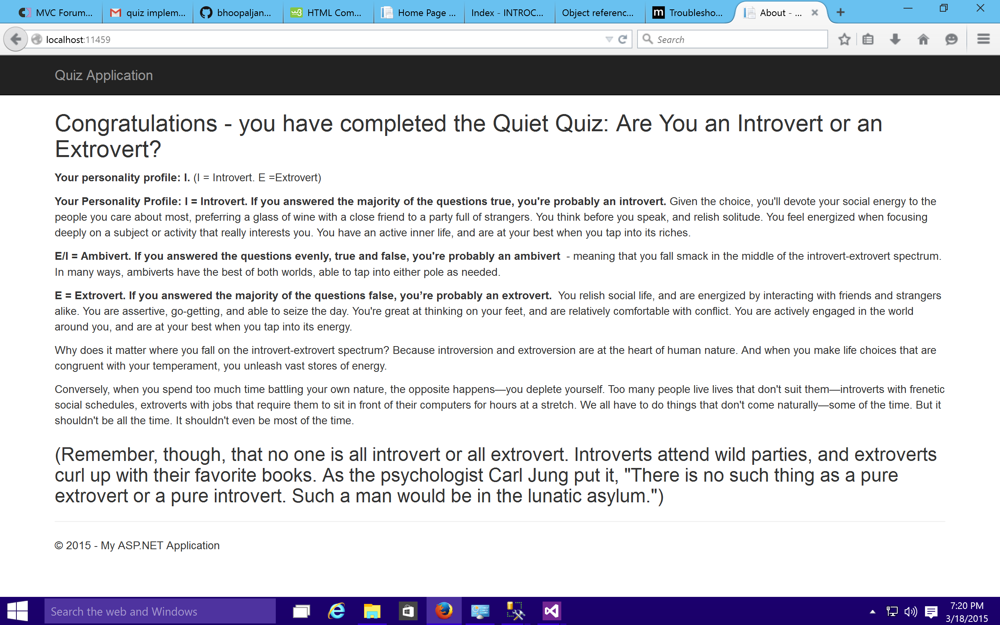 MVC Forum...
quiz implem...
bhoopaljan...
HTML Com...
Home Page ...
Index - INTROC...
Object referenc...
Troublesho...
About - ...
localhost:11459
Search
Quiz Application
Congratulations - you have completed the Quiet Quiz: Are You an Introvert or an
Extrovert?
Your personality profile: I. (I = Introvert. E =Extrovert)
Your Personality Profile: I = Introvert. If you answered the majority of the questions true, you're probably an introvert. Given the choice, you'll devote your social energy to the
people you care about most, preferring a glass of wine with a close friend to a party full of strangers. You think before you speak, and relish solitude. You feel energized when focusing
deeply on a subject or activity that really interests you. You have an active inner life, and are at your best when you tap into its riches.
E/I = Ambivert. If you answered the questions evenly, true and false, you're probably an ambivert  - meaning that you fall smack in the middle of the introvert-extrovert spectrum.
In many ways, ambiverts have the best of both worlds, able to tap into either pole as needed.
E = Extrovert. If you answered the majority of the questions false, you’re probably an extrovert.  You relish social life, and are energized by interacting with friends and strangers
alike. You are assertive, go-getting, and able to seize the day. You're great at thinking on your feet, and are relatively comfortable with conflict. You are actively engaged in the world
around you, and are at your best when you tap into its energy.
Why does it matter where you fall on the introvert-extrovert spectrum? Because introversion and extroversion are at the heart of human nature. And when you make life choices that are
congruent with your temperament, you unleash vast stores of energy.
Conversely, when you spend too much time battling your own nature, the opposite happens—you deplete yourself. Too many people live lives that don't suit them—introverts with frenetic
social schedules, extroverts with jobs that require them to sit in front of their computers for hours at a stretch. We all have to do things that don't come naturally—some of the time. But it
shouldn't be all the time. It shouldn't even be most of the time.
(Remember, though, that no one is all introvert or all extrovert. Introverts attend wild parties, and extroverts
curl up with their favorite books. As the psychologist Carl Jung put it, "There is no such thing as a pure
extrovert or a pure introvert. Such a man would be in the lunatic asylum.")
© 2015 - My ASP.NET Application
Search the web and Windows
7:20 PM
3/18/2015